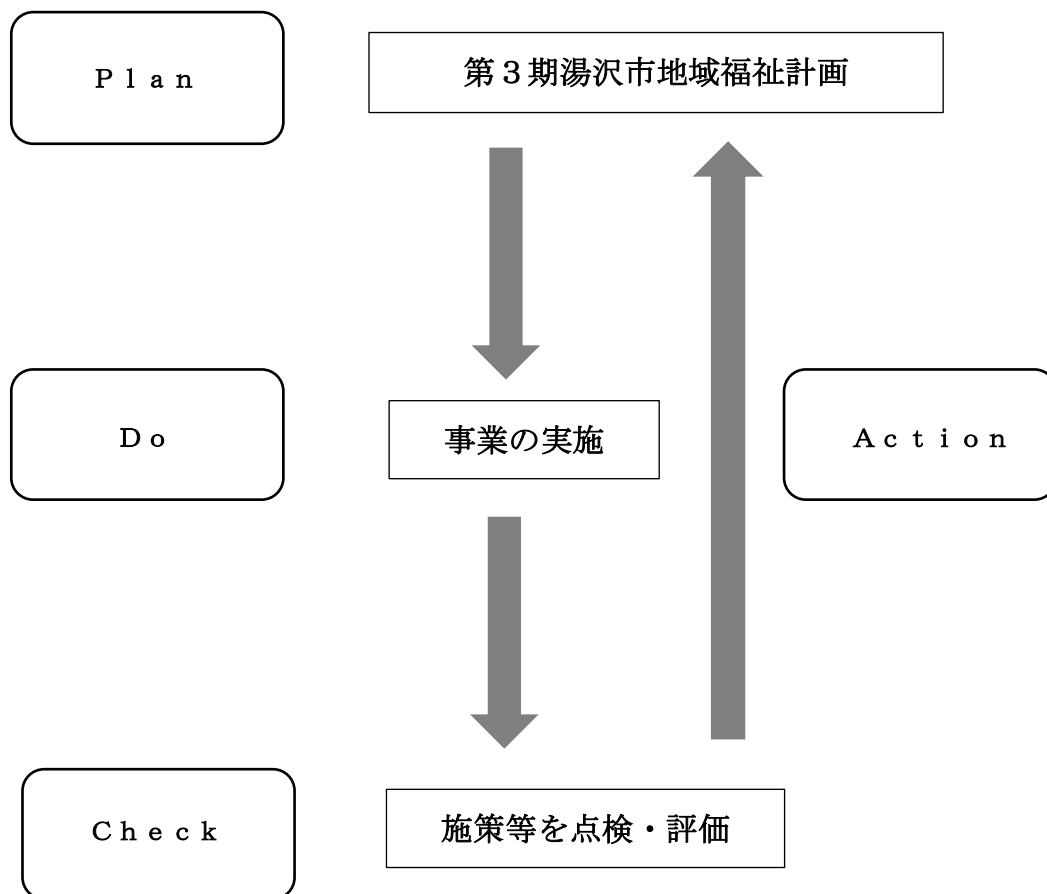 Ｐｌａｎ
第３期湯沢市地域福祉計画
Ｄｏ
事業の実施
Ａｃｔｉｏｎ
Ｃｈｅｃｋ
施策等を点検・評価